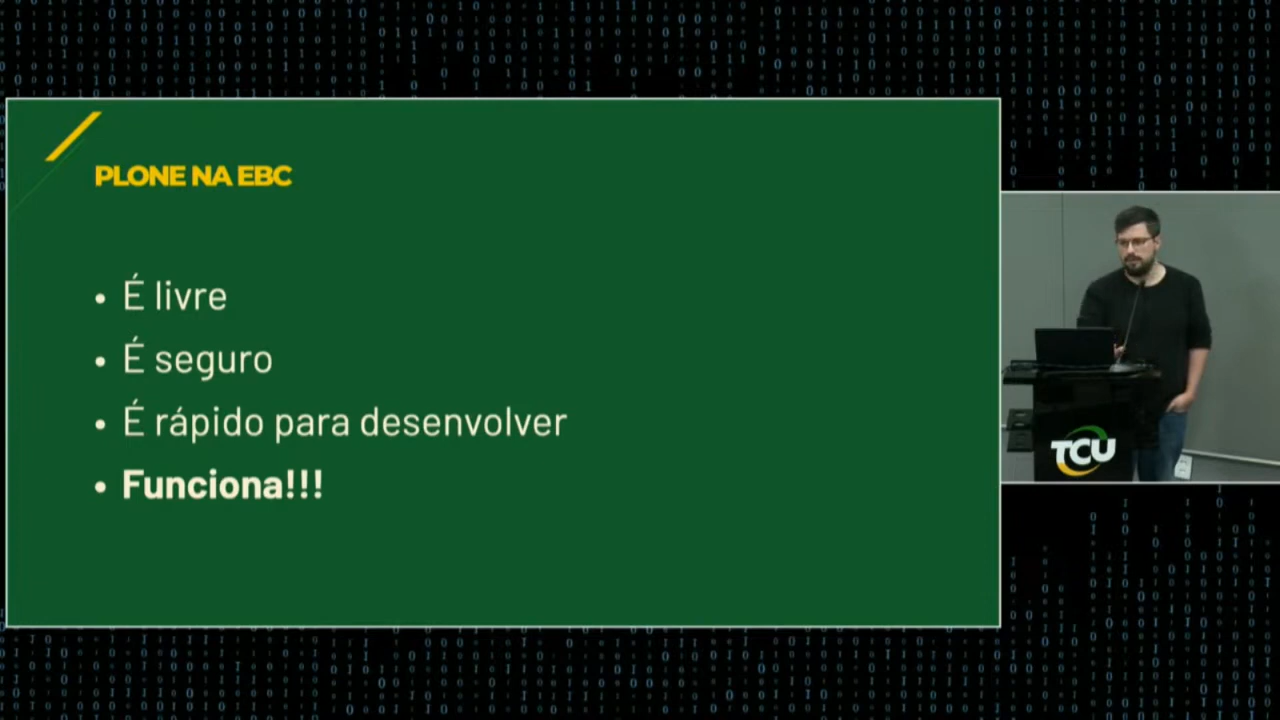 PLONE NA EBC
• É livre
• É seguro
• É rápido para desenvolver
• Funciona!!!
TCU